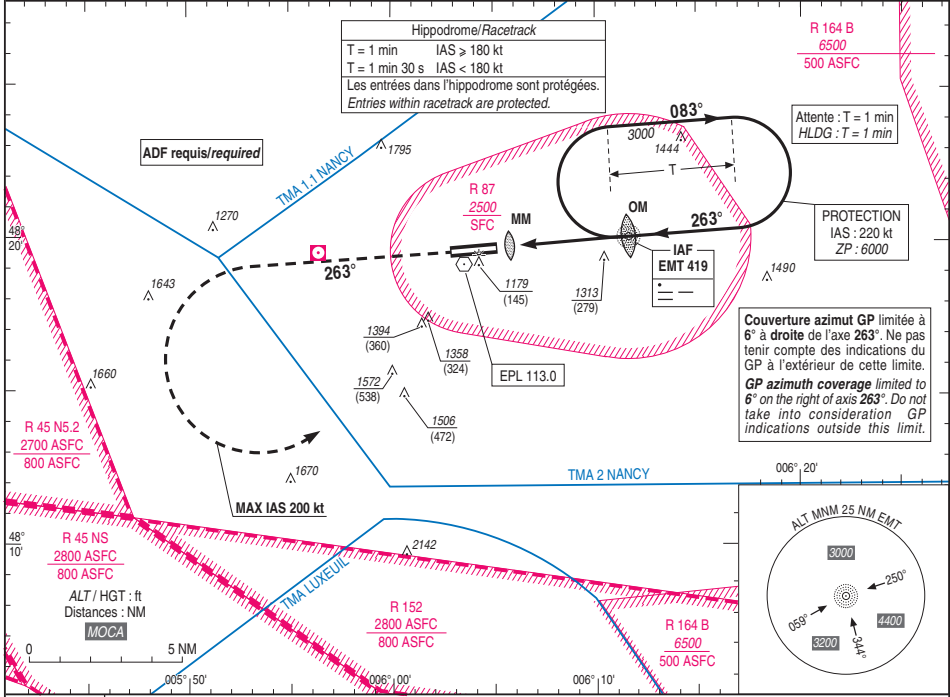 Hippodrome/Racetrack
T = 1 min IAS ⩾ 180 kt
T = 1 min 30 s IAS < 180 kt
Les entrées dans l'hippodrome sont protégées.
Entries within racetrack are protected.
R 164 B
6500
500 ASFC
083°
3000
1444
T
Attente : T = 1 min
HLDG : T = 1 min
ADF requis/required
1795
TMA 1.1 NANCY
R 87
2500
SFC
MM
OM
263°
PROTECTION
IAS : 220 kt
ZP : 6000
1270
48°
20'
263°
IAF
EMT 419
1490
1643
1179
(145)
1313
(279)
1394
(360)
1358
(324)
EPL 113.0
Couverture azimut GP limitée à
6° à droite de l'axe 263°. Ne pas
tenir compte des indications du
GP à l'extérieur de cette limite.
GP azimuth coverage limited to
6° on the right of axis 263°. Do not
take into consideration GP
indications outside this limit.
1660
1572
(538)
1506
(472)
R 45 N5.2
2700 ASFC
800 ASFC
1670
TMA 2 NANCY
006° 20'
MAX IAS 200 kt
48°
10'
R 45 NS
2800 ASFC
800 ASFC
2142
TMA LUXEUIL
ALT MNM 25 NM EMT
3000
250°
059°
4400
3200
344°
ALT / HGT : ft
Distances : NM
MOCA
0 5 NM
R 152
2800 ASFC
800 ASFC
R 164 B
6500
500 ASFC
005° 50'
006° 00'
006° 10'